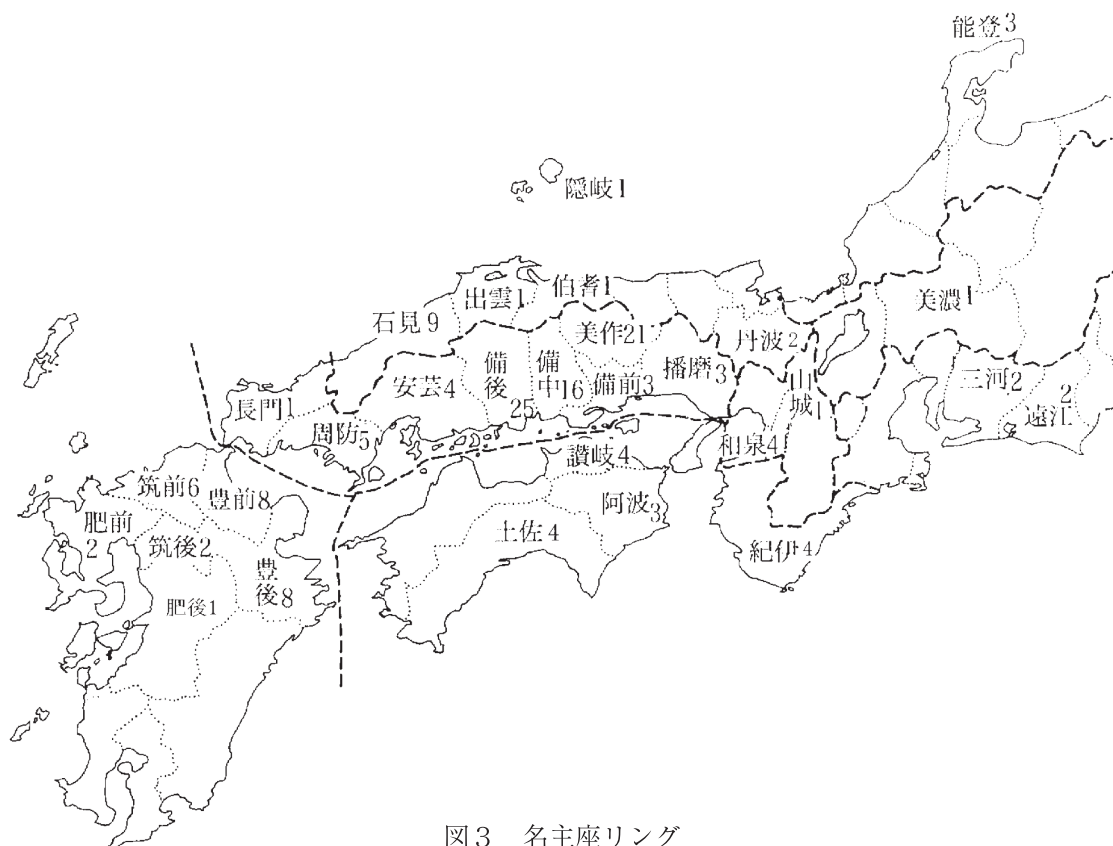 能登3
隠岐1
出雲1
伯耆1
石見9
美作21
美濃1
丹波2
備後25
備中16
備前3
播磨3
安芸4
山城1
三河2
遠江2
長門1
周防5
和泉4
讃岐4
筑前6
豊前8
阿波3
肥前2
土佐4
筑後2
紀伊4
豊後8
肥後1
図3 名主座リング